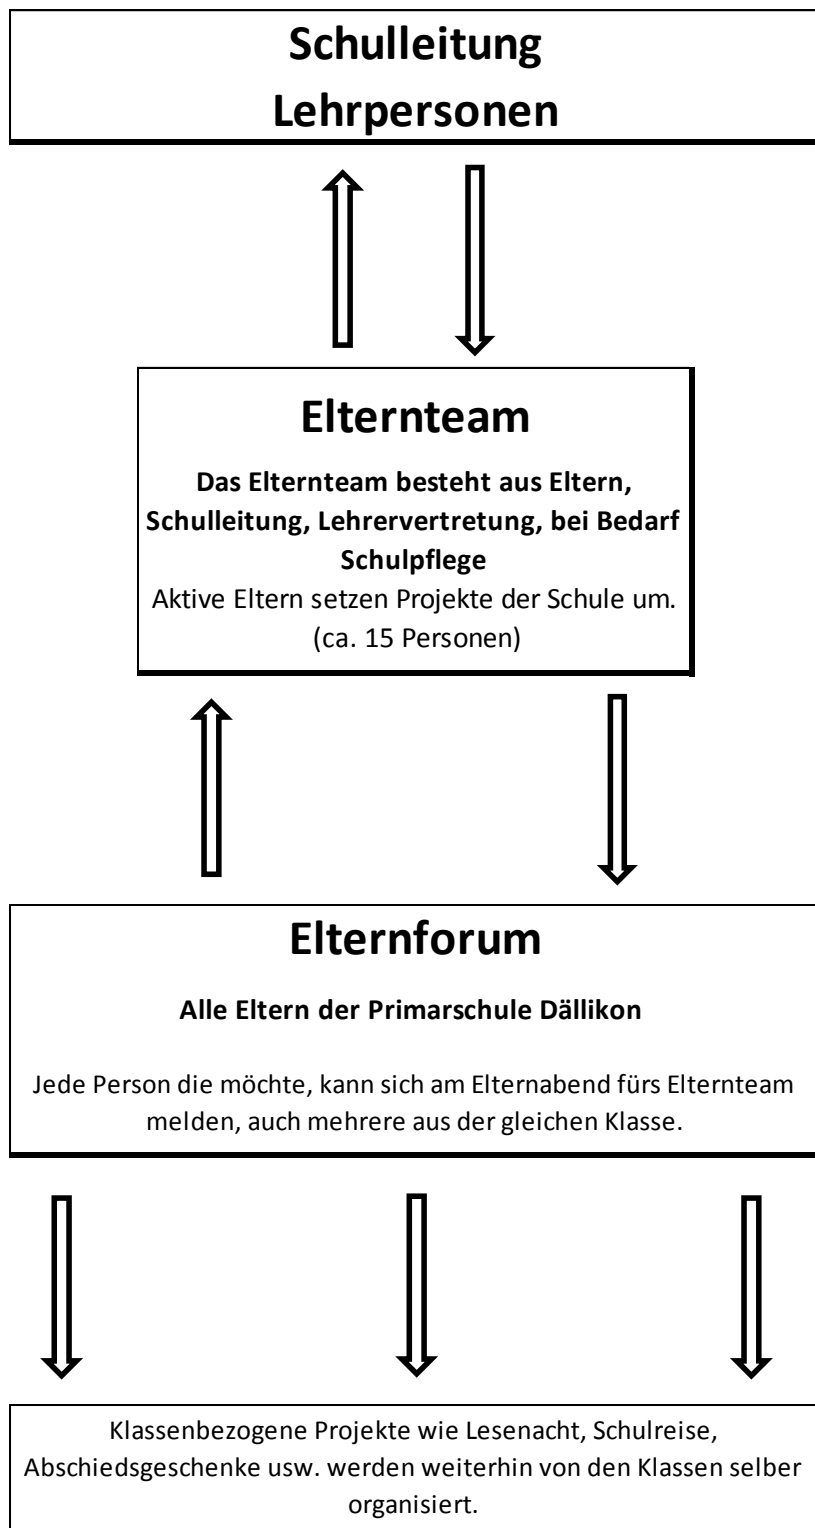 Schulleitung
Lehrpersonen
Elternteam
Das Elternteam besteht aus Eltern,
Schulleitung, Lehrervertretung, bei Bedarf
Schulpflege
Aktive Eltern setzen Projekte der Schule um.
(ca. 15 Personen)
Elternforum
Alle Eltern der Primarschule Dällikon
Jede Person die möchte, kann sich am Elternabend fürs Elternteam
melden, auch mehrere aus der gleichen Klasse.
Klassenbezogene Projekte wie Lesenacht, Schulreise,
Abschiedsgeschenke usw. werden weiterhin von den Klassen selber
organisiert.